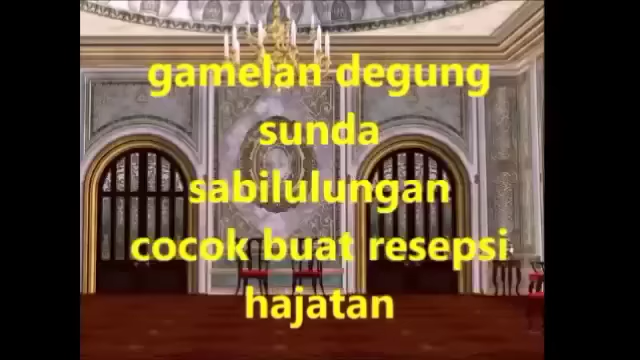 gamelan degung
sunda
sabilulungan
cocok buat resepsi
hajatan